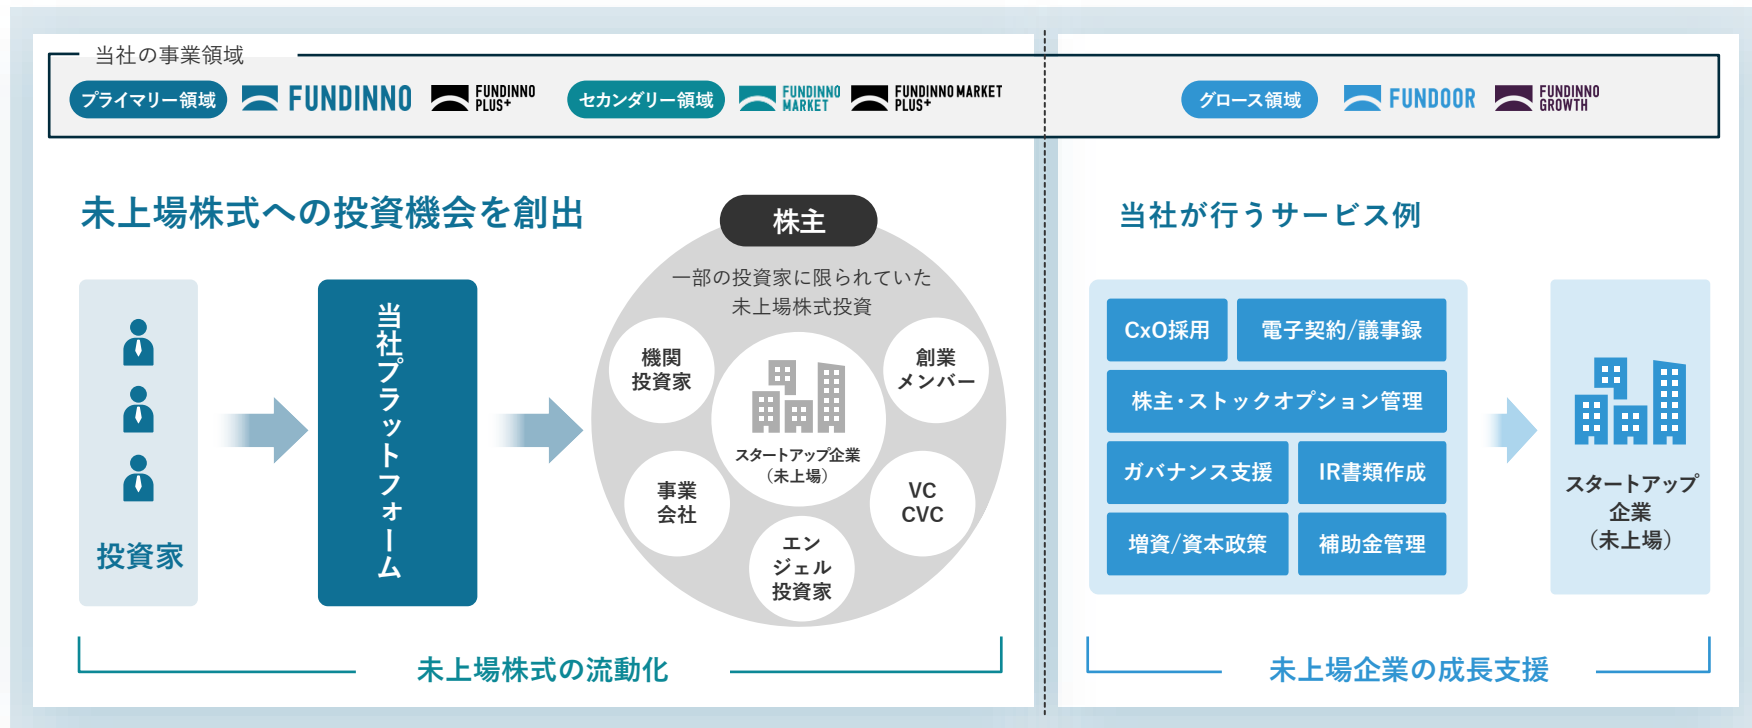 当社の事業領域
プライマリー領域
FUNDINNO
FUNDINNO
PLUS+
セカンダリー領域
FUNDINNO
MARKET
FUNDINNO MARKET
PLUS+
グロース領域
FUNDOOR
FUNDINNO
GROWTH
未上場株式への投資機会を創出
投資家
当社プラットフォーム
株主
一部の投資家に限られていた
未上場株式投資
機関
投資家
創業
メンバー
スタートアップ企業
(未上場)
事業
会社
VC
CVC
エン
ジェル
投資家
未上場株式の流動化
当社が行うサービス例
CxO採用
電子契約/議事録
株主・ストックオプション管理
ガバナンス支援
IR書類作成
増資/資本政策
補助金管理
スタートアップ
企業
(未上場)
未上場企業の成長支援